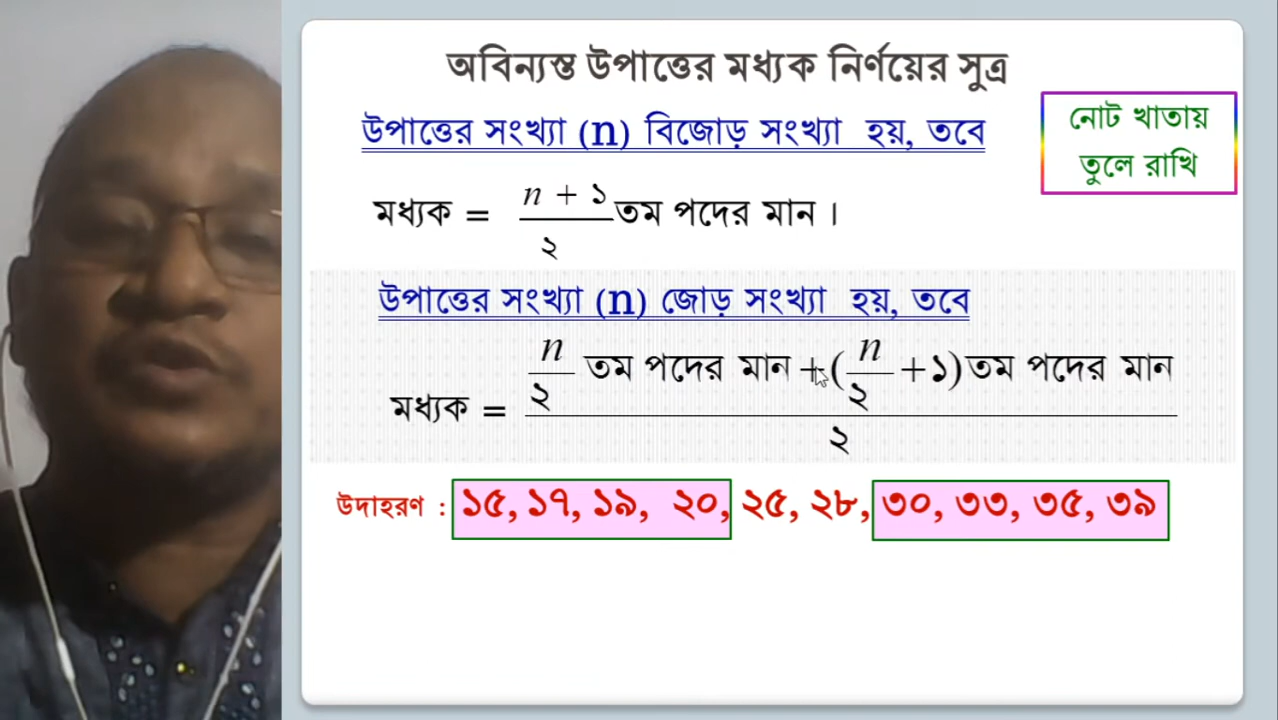 অবিন্যস্ত উপাত্তের মধ্যক নির্ণয়ের সুত্র
উপাত্তের সংখ্যা (n) বিজোড় সংখ্যা হয়, তবে
নোট খাতায়
তুলে রাখি
মধ্যক = n + ১ / ২ তম পদের মান ।
উপাত্তের সংখ্যা (n) জোড় সংখ্যা হয়, তবে
মধ্যক = n / ২ তম পদের মান + ( n / ২ + ১) তম পদের মান / ২
উদাহরণ : ১৫, ১৭, ১৯, ২০, ২৫, ২৮, ৩০, ৩৩, ৩৫, ৩৯